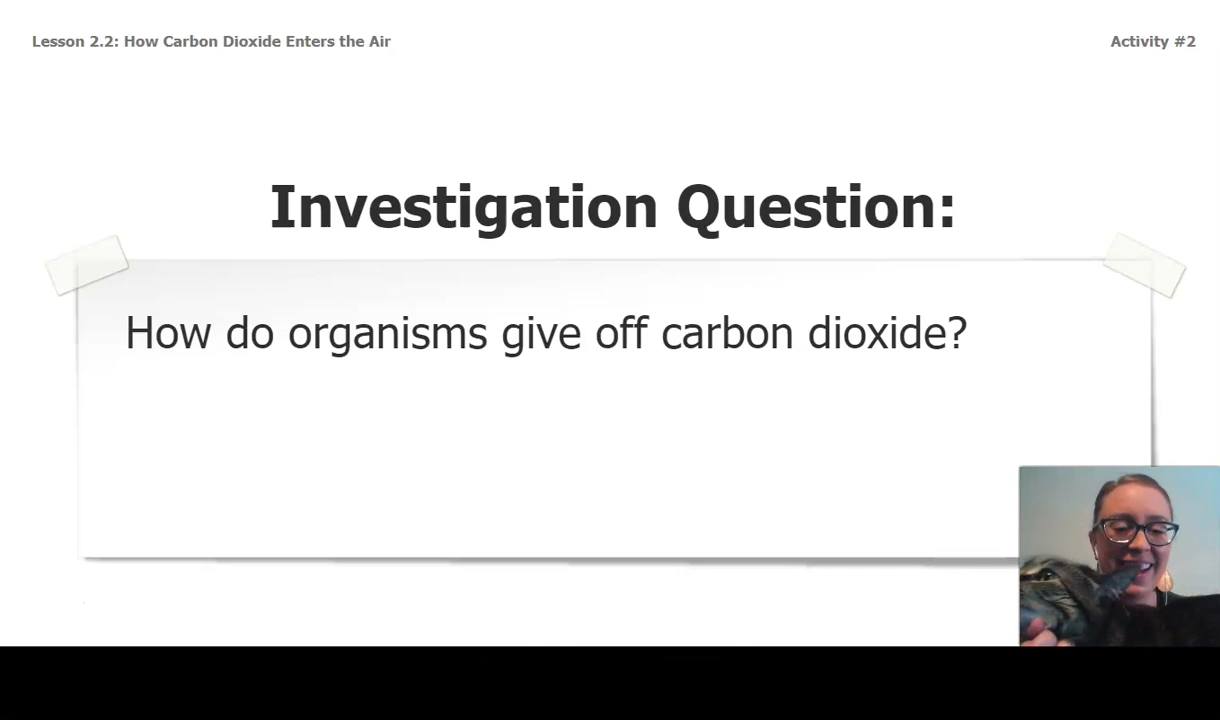 Lesson 2.2: How Carbon Dioxide Enters the Air
Activity #2
Investigation Question:
How do organisms give off carbon dioxide?